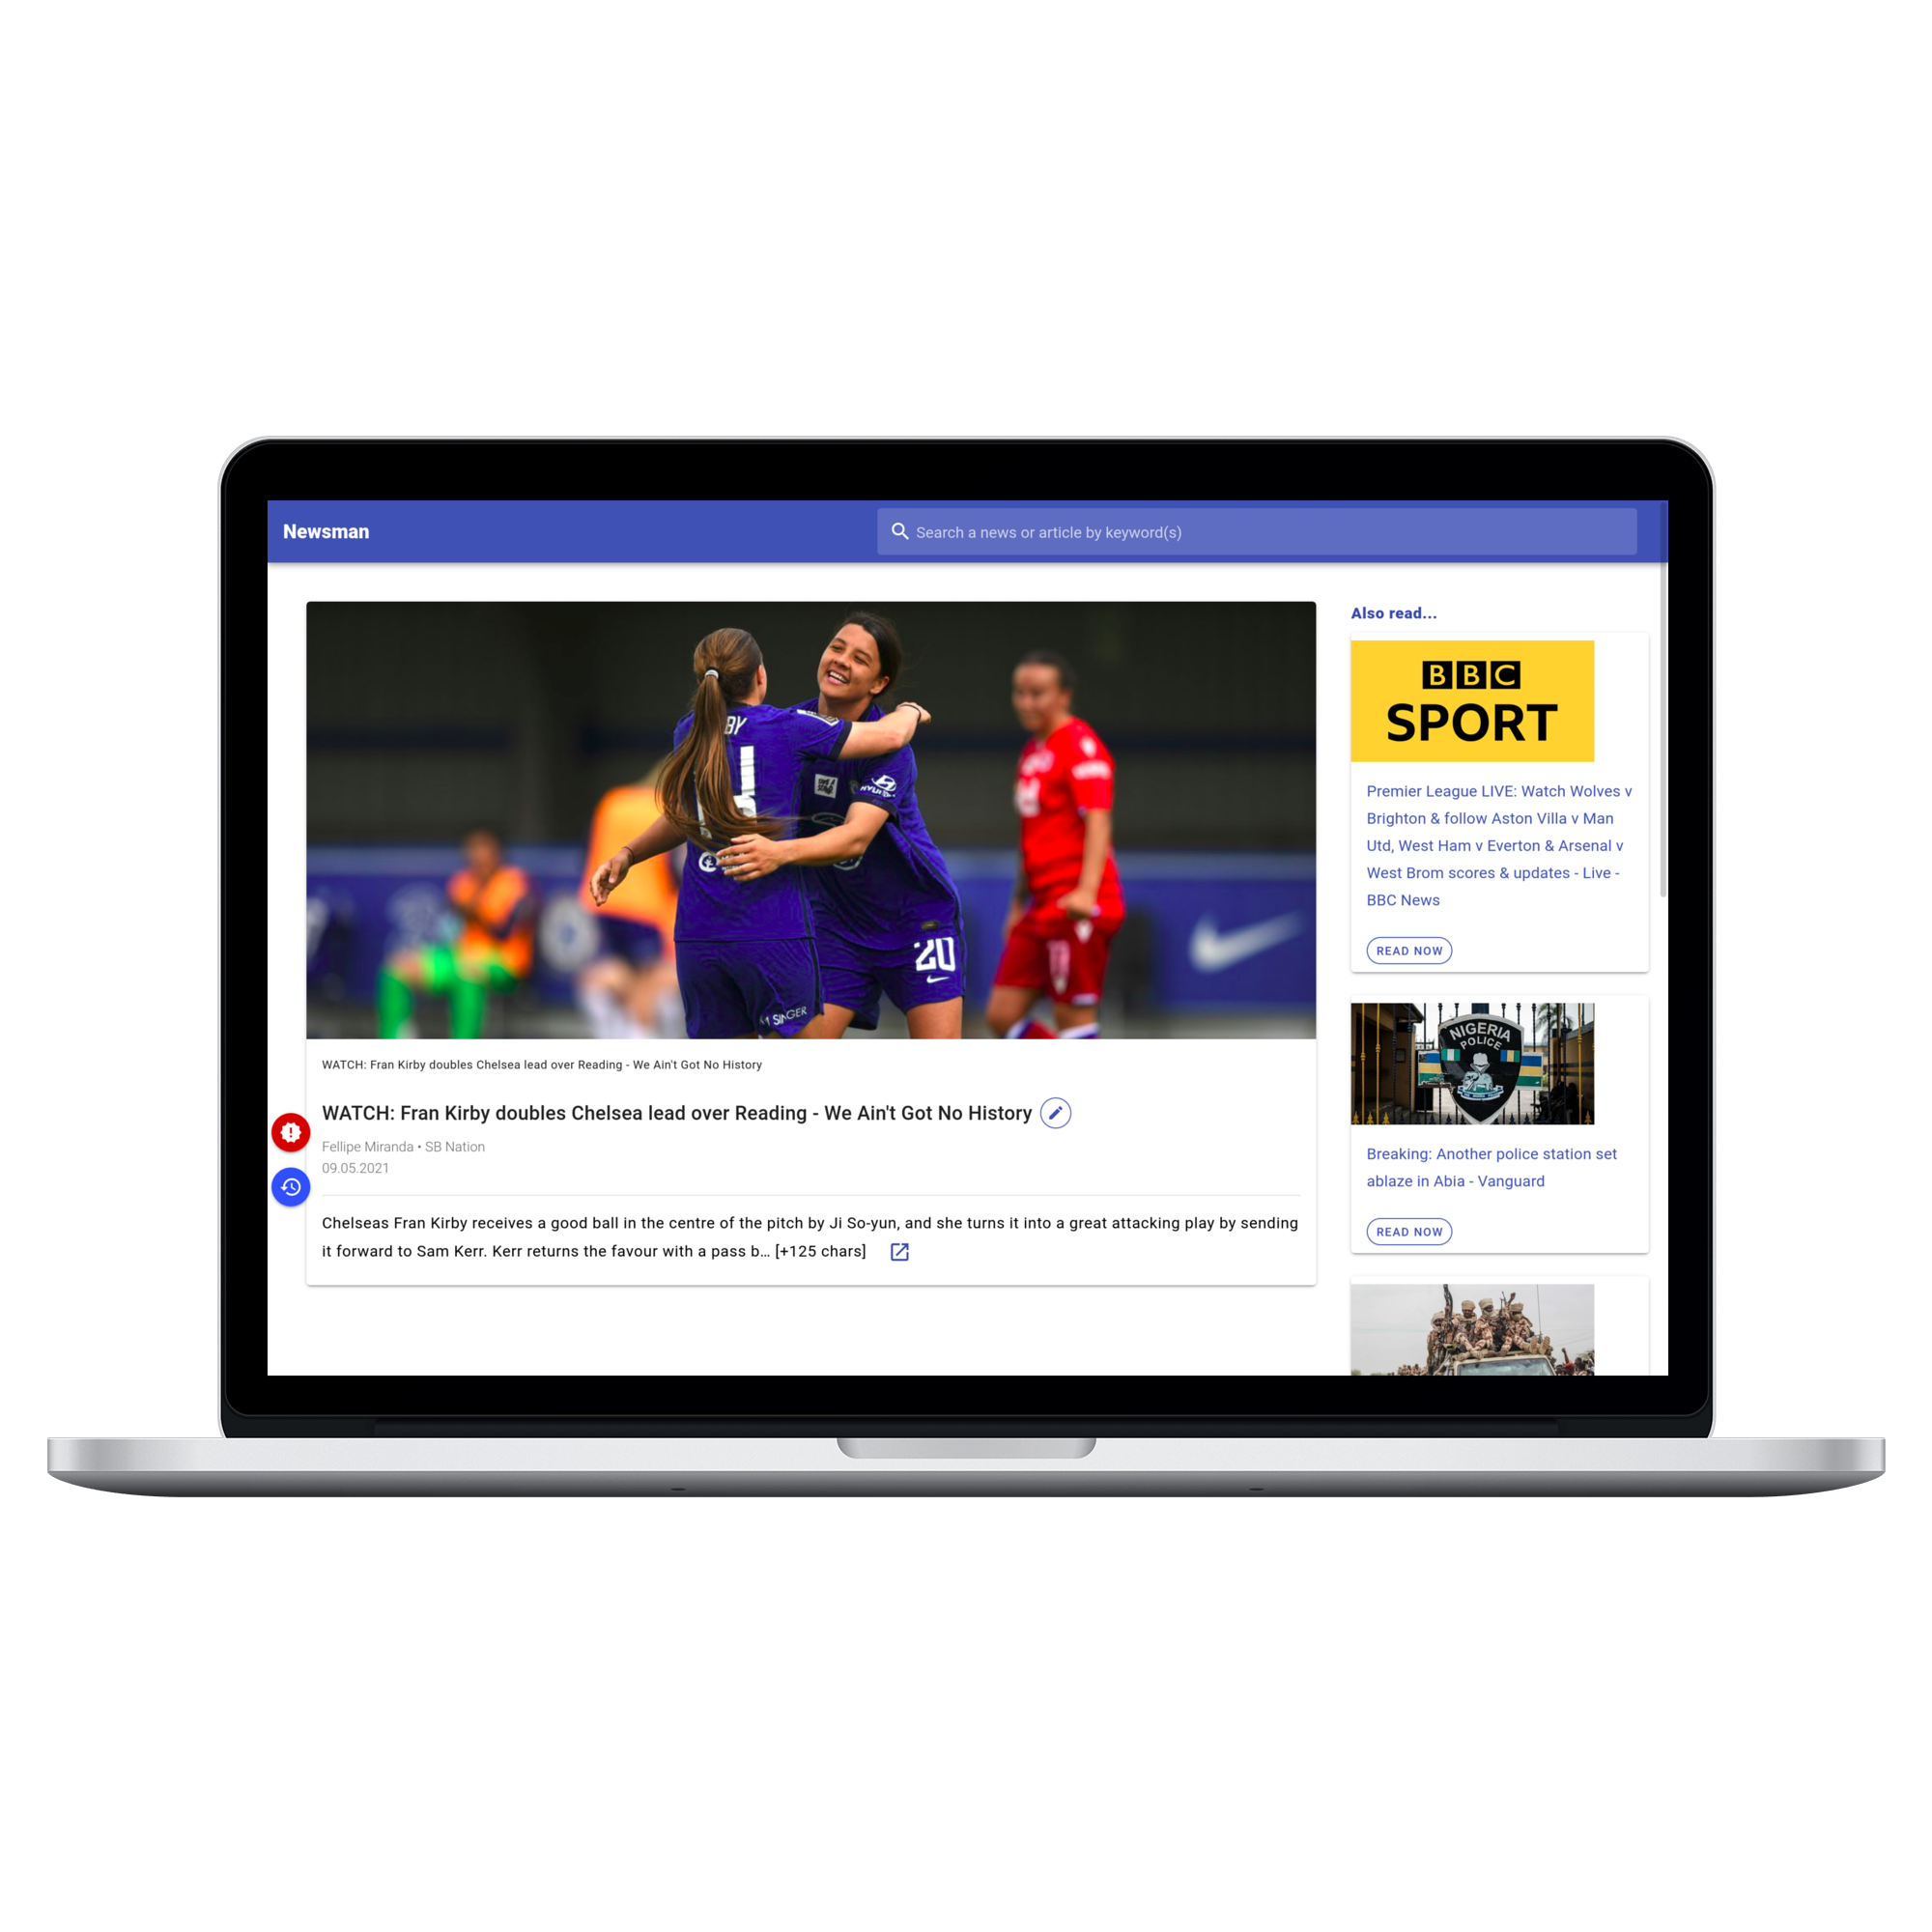 Newsman
Search a news or article by keyword(s)
BY
20
M SINGER
WATCH: Fran Kirby doubles Chelsea lead over Reading - We Ain't Got No History
WATCH: Fran Kirby doubles Chelsea lead over Reading - We Ain't Got No History
Fellipe Miranda • SB Nation
09.05.2021
Chelseas Fran Kirby receives a good ball in the centre of the pitch by Ji So-yun, and she turns it into a great attacking play by sending
it forward to Sam Kerr. Kerr returns the favour with a pass b… [+125 chars]
Also read...
BBC
SPORT
Premier League LIVE: Watch Wolves v
Brighton & follow Aston Villa v Man
Utd, West Ham v Everton & Arsenal v
West Brom scores & updates - Live -
BBC News
READ NOW
NIGERIA
POLICE
Breaking: Another police station set
ablaze in Abia - Vanguard
READ NOW